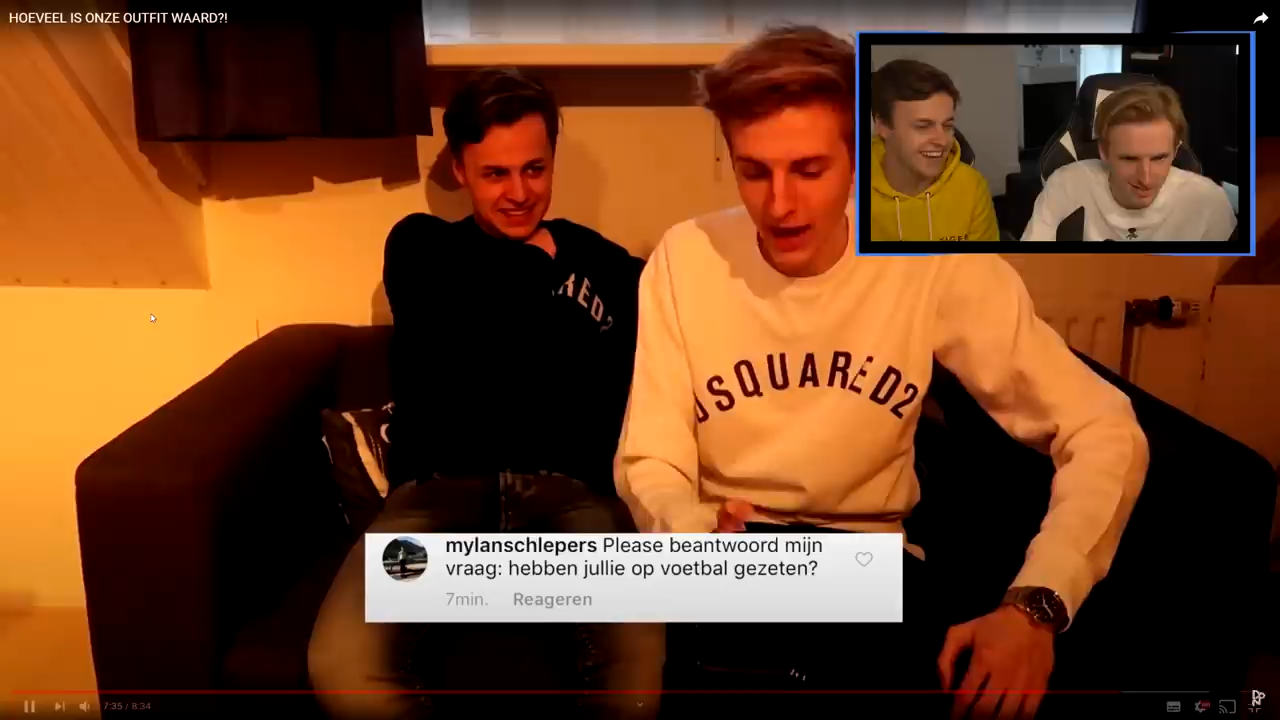 HOEVEEL IS ONZE OUTFIT WAARD?!
DSQUARED2
mylanschlepers Please beantwoord mijn
vraag: hebben jullie op voetbal gezeten?
7min. Reageren
7:35 / 8:34